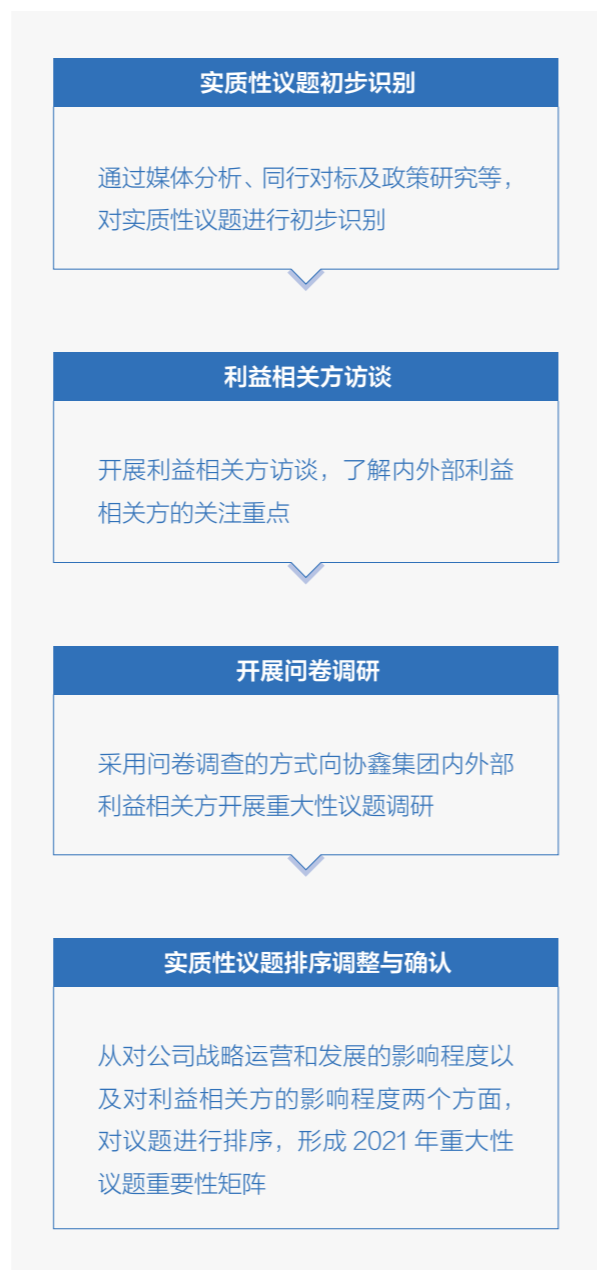 实质性议题初步识别
通过媒体分析、同行对标及政策研究等，
对实质性议题进行初步识别
利益相关方访谈
开展利益相关方访谈，了解内外部利益
相关方的关注重点
开展问卷调研
采用问卷调查的方式向协鑫集团内外部
利益相关方开展重大性议题调研
实质性议题排序调整与确认
从对公司战略运营和发展的影响程度以
及对利益相关方的影响程度两个方面，
对议题进行排序，形成 2021 年重大性
议题重要性矩阵